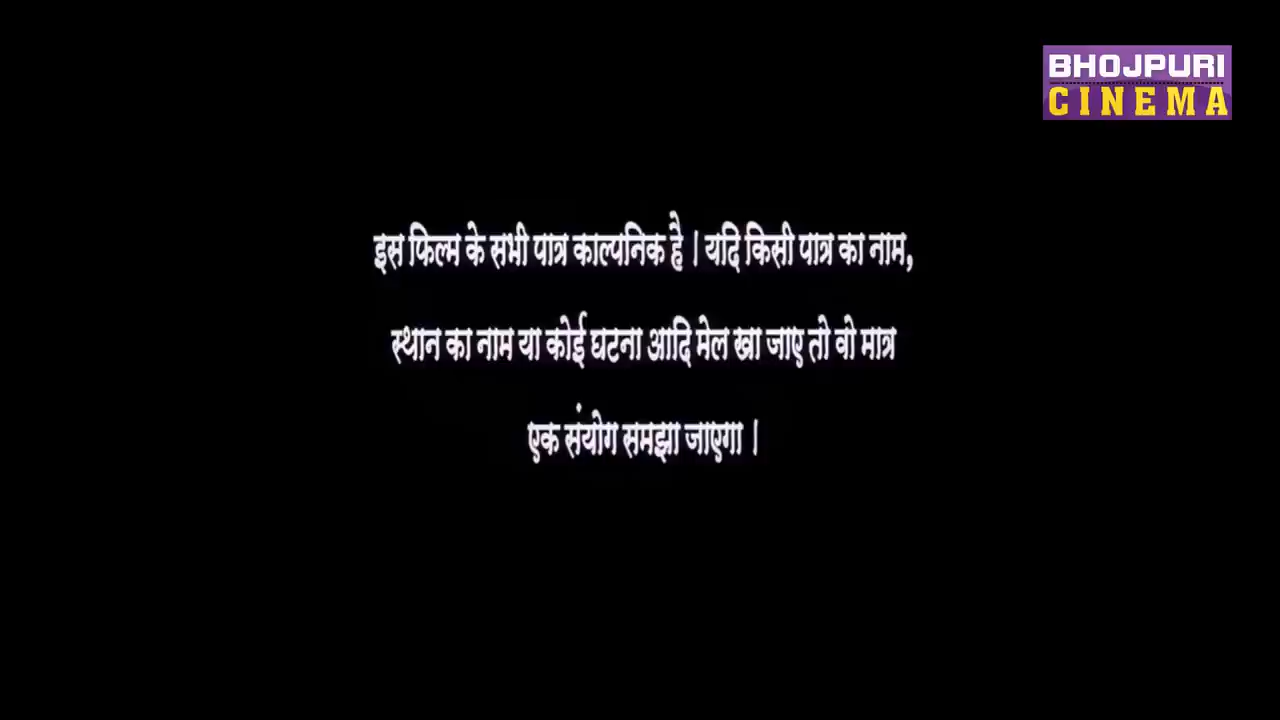 BHOJPURI
CINEMA
इस फिल्म के सभी पात्र काल्पनिक है । यदि किसी पात्र का नाम,
स्थान का नाम या कोई घटना आदि मेल खा जाए तो वो मात्र
एक संयोग समझा जाएगा ।